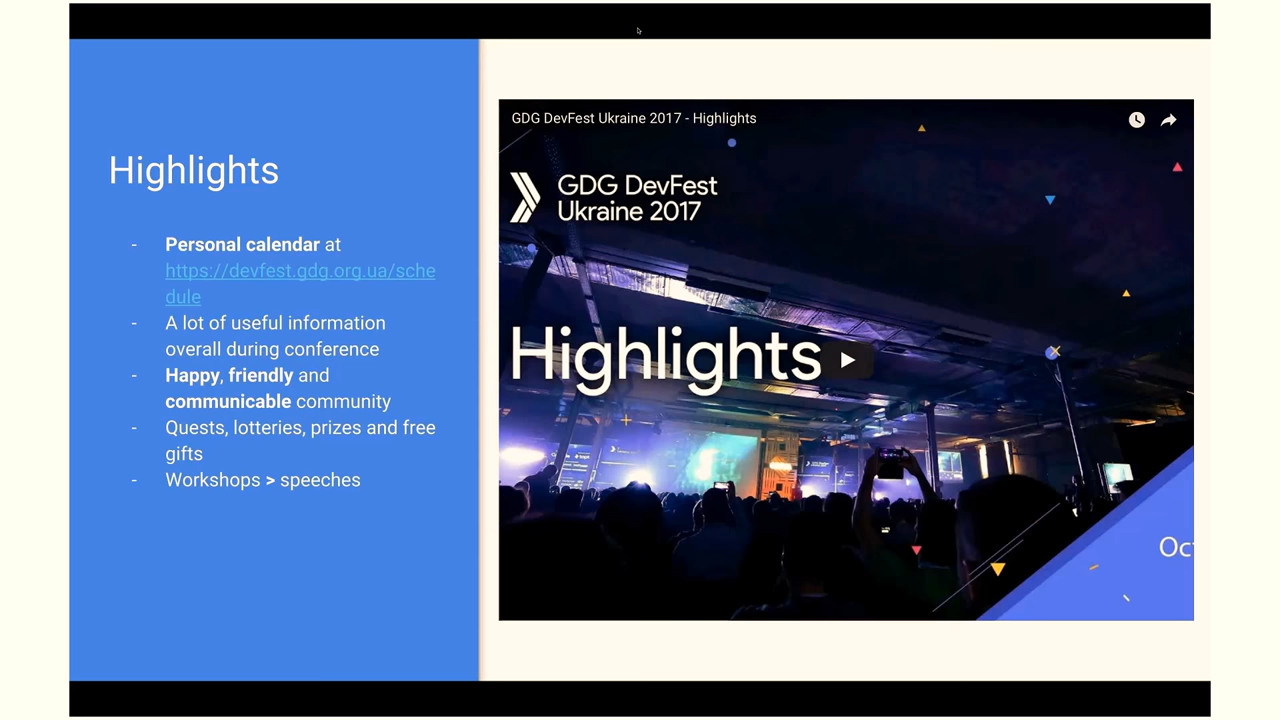 Highlights
- Personal calendar at
https://devfest.gdg.org.ua/sche
dule
- A lot of useful information
overall during conference
- Happy, friendly and
communicable community
- Quests, lotteries, prizes and free
gifts
- Workshops > speeches
GDG DevFest Ukraine 2017 - Highlights
GDG DevFest
Ukraine 2017
Highlights
Oct